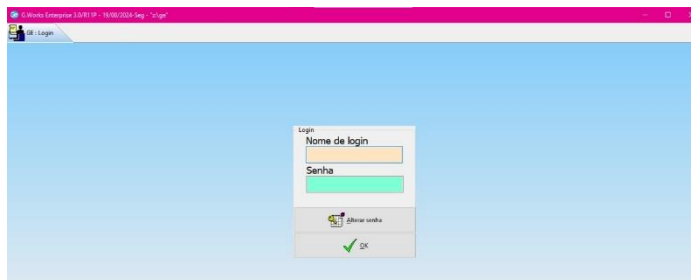 G.Works Enterprise 3.0/R11P - 19/08/2024-Seg - "z:\ge"
GE : Login
Login
Nome de login
Senha
Alterar senha
OK